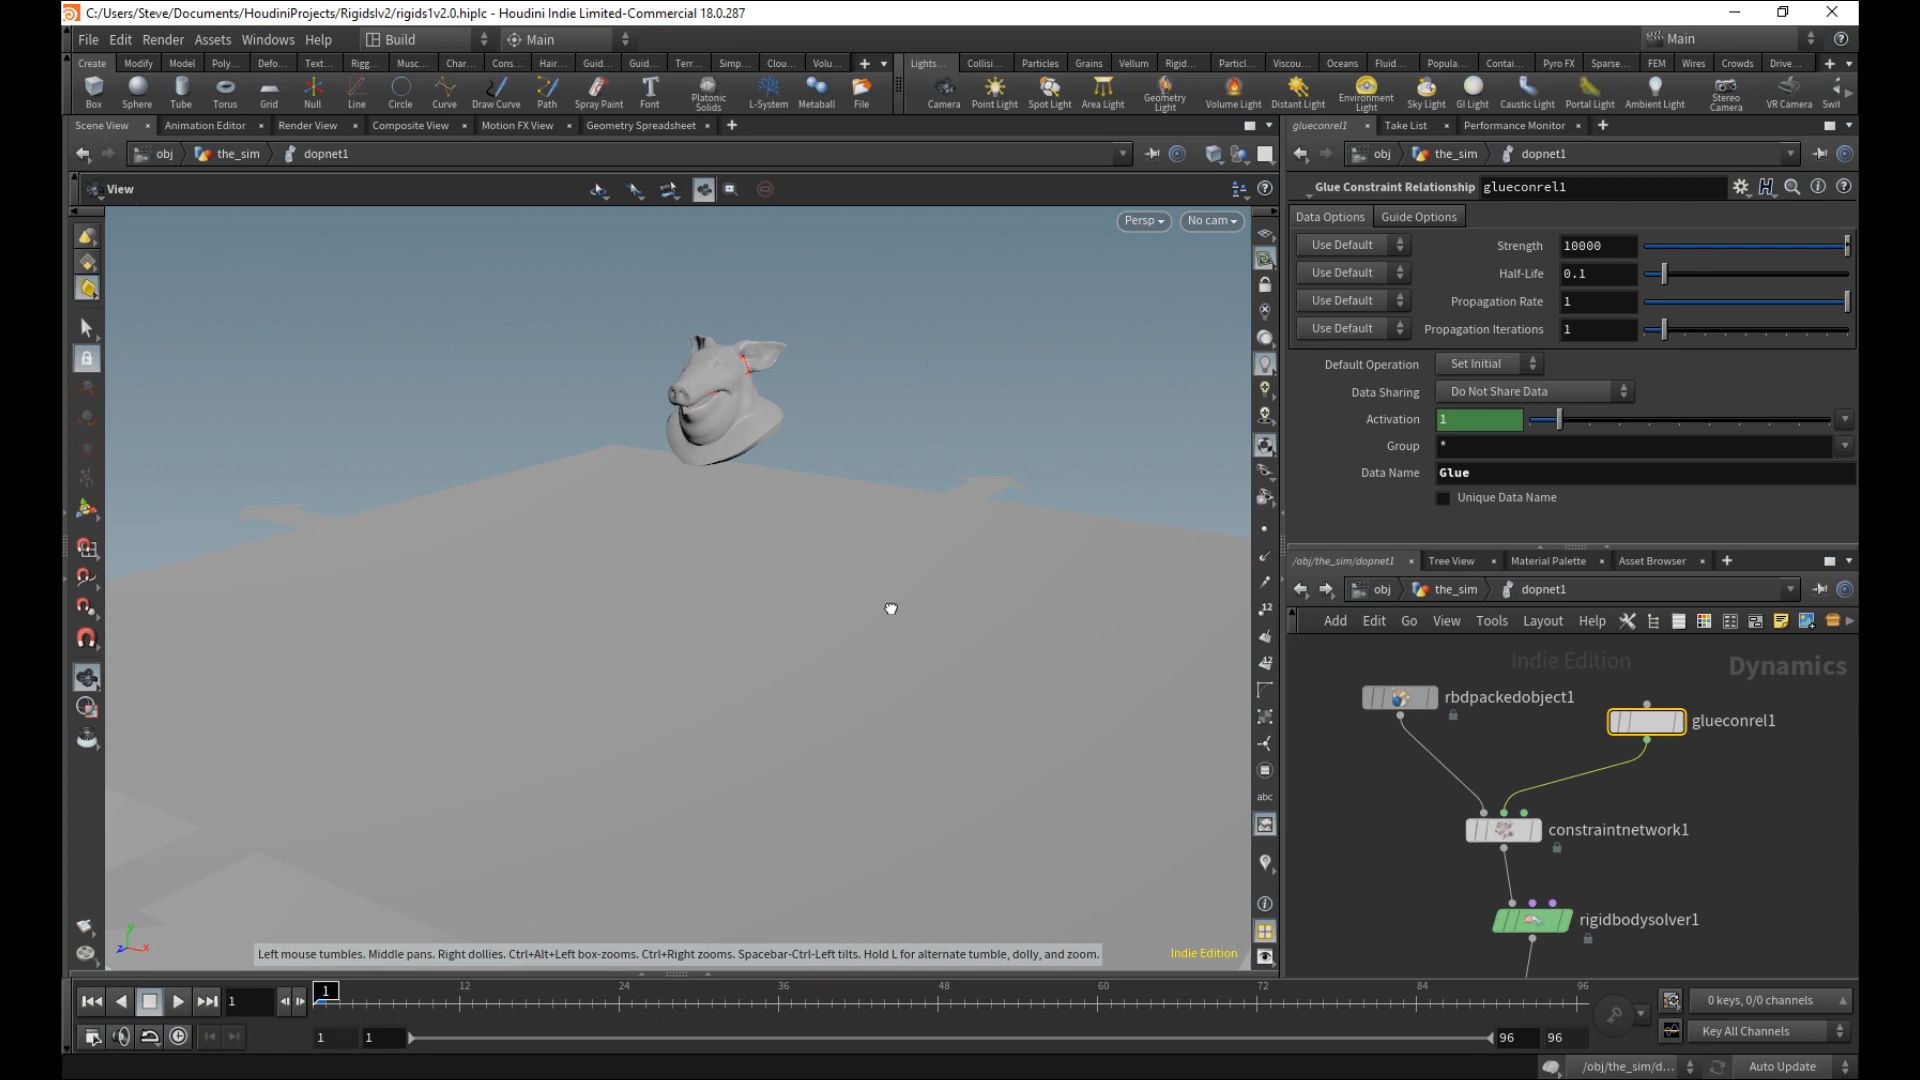 C:/Users/Steve/Documents/HoudiniProjects/Rigidslv2/rigids1v2.0.hiplc - Houdini Indie Limited-Commercial 18.0.287
File Edit Render Assets Windows Help Build Main Main
Create Modify Model Poly... Defo... Text... Rigg... Musc... Char... Cons... Hair... Guid... Guid... Terr... Simp... Clou... Volu...
Lights... Collisi... Particles Grains Vellum Rigid... Particl... Viscou... Oceans Fluid... Popula... Contai... Pyro FX Sparse... FEM Wires Crowds Drive...
Box Sphere Tube Torus Grid Null Line Circle Curve Draw Curve Path Spray Paint Font Platonic Solids L-System Metaball File
Camera Point Light Spot Light Area Light Geometry Light Volume Light Distant Light Environment Light Sky Light GI Light Caustic Light Portal Light Ambient Light Stereo Camera VR Camera Swit
Scene View Animation Editor Render View Composite View Motion FX View Geometry Spreadsheet
glueconrel1 Take List Performance Monitor
obj the_sim dopnet1
obj the_sim dopnet1
View
Glue Constraint Relationship glueconrel1
Persp No cam
Data Options Guide Options
Use Default Strength 10000
Use Default Half-Life 0.1
Use Default Propagation Rate 1
Use Default Propagation Iterations 1
Default Operation Set Initial
Data Sharing Do Not Share Data
Activation 1
Group *
Data Name Glue
Unique Data Name
/obj/the_sim/dopnet1 Tree View Material Palette Asset Browser
obj the_sim dopnet1
Add Edit Go View Tools Layout Help
Indie Edition Dynamics
rbdpackedobject1
glueconrel1
constraintnetwork1
rigidbodysolver1
12
12
abc
y
z x
Left mouse tumbles. Middle pans. Right dollies. Ctrl+Alt+Left box-zooms. Ctrl+Right zooms. Spacebar-Ctrl-Left tilts. Hold L for alternate tumble, dolly, and zoom.
Indie Edition
1 1 12 24 36 48 60 72 84 96
0 keys, 0/0 channels
1 1 96 96
Key All Channels
/obj/the_sim/d... Auto Update